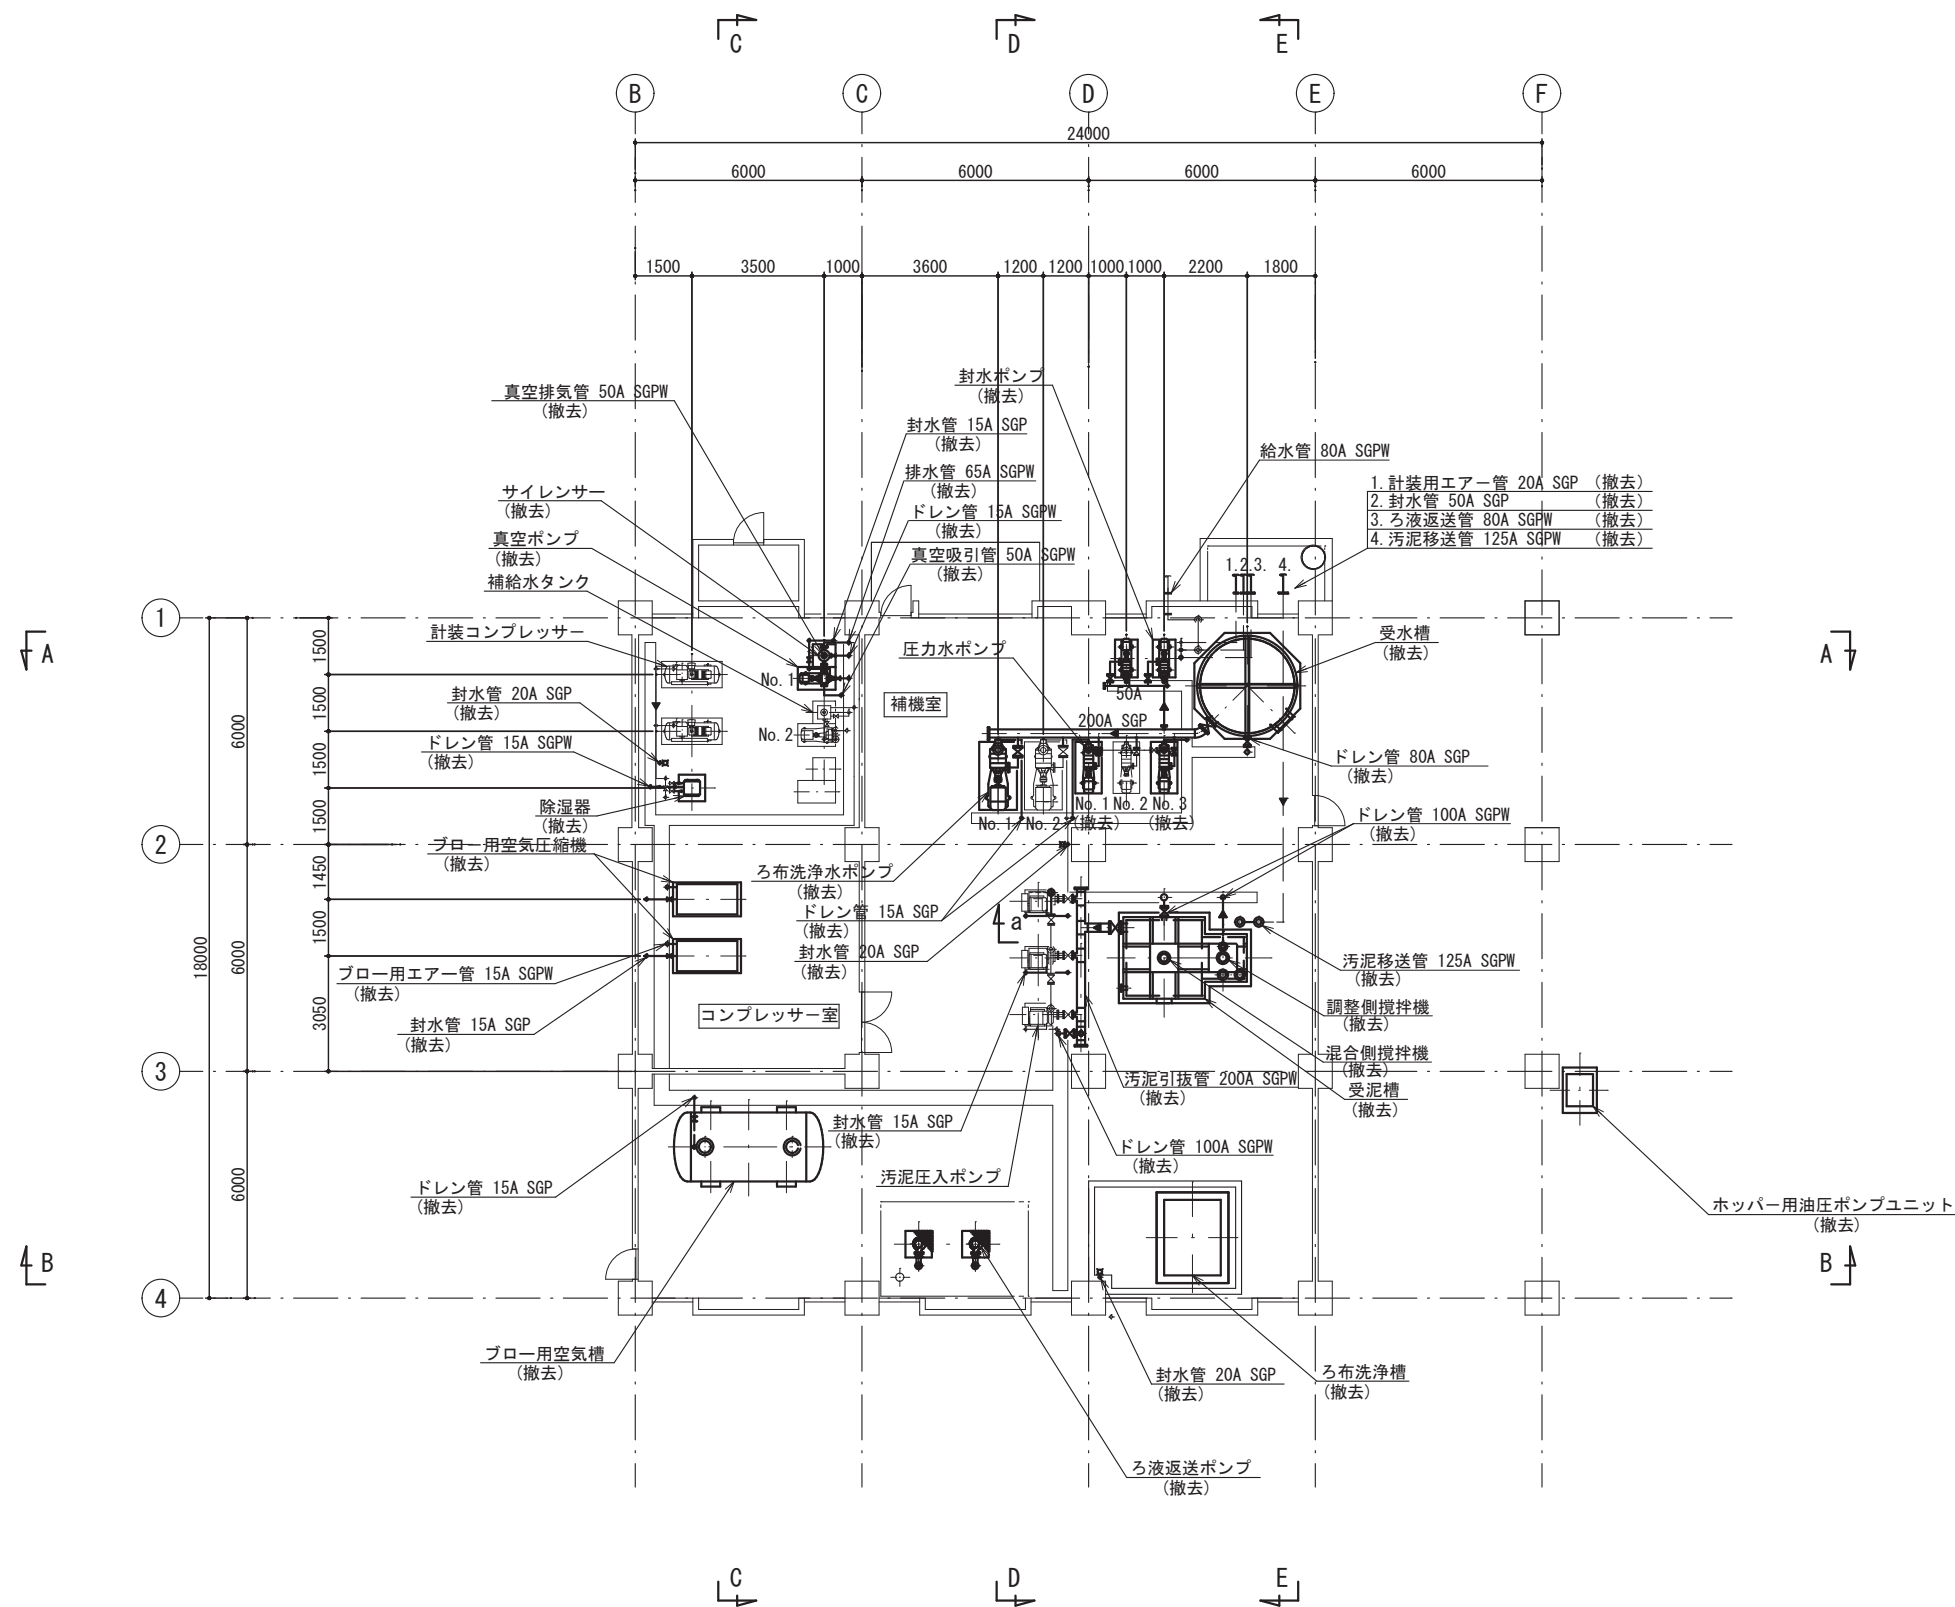 C
D
E
B
C
D
E
F
24000
6000
6000
6000
6000
1500
3500
1000
3600
1200
1200
1000
1000
2200
1800
真空排気管 50A SGPW
(撤去)
封水ポンプ
(撤去)
封水管 15A SGP
(撤去)
給水管 80A SGPW
排水管 65A SGPW
(撤去)
1.計装用エアー管 20A SGP (撤去)
2.封水管 50A SGP (撤去)
3.ろ液返送管 80A SGPW (撤去)
4.汚泥移送管 125A SGPW (撤去)
サイレンサー
(撤去)
ドレン管 15A SGPW
(撤去)
真空ポンプ
(撤去)
真空吸引管 50A SGPW
(撤去)
補給水タンク
1.2.3. 4.
1
計装コンプレッサー
圧力水ポンプ
受水槽
(撤去)
A
A
1500
No.1
封水管 20A SGP
(撤去)
補機室
50A
1500
6000
200A SGP
No.2
ドレン管 15A SGPW
(撤去)
ドレン管 80A SGP
(撤去)
1500
除湿器
(撤去)
No.1 No.2 No.3
(撤去) (撤去)
No.1 No.2
ドレン管 100A SGPW
(撤去)
1500
2
ブロー用空気圧縮機
(撤去)
ろ布洗浄水ポンプ
(撤去)
1450
ドレン管 15A SGP
(撤去)
a
1500
封水管 20A SGP
(撤去)
18000
6000
ブロー用エアー管 15A SGPW
(撤去)
汚泥移送管 125A SGPW
(撤去)
3050
コンプレッサー室
調整側撹拌機
(撤去)
封水管 15A SGP
(撤去)
混合側撹拌機
(撤去)
3
汚泥引抜管 200A SGPW
(撤去)
受泥槽
(撤去)
封水管 15A SGP
(撤去)
ドレン管 100A SGPW
(撤去)
6000
ドレン管 15A SGP
(撤去)
汚泥圧入ポンプ
ホッパー用油圧ポンプユニット
(撤去)
B
B
4
ブロー用空気槽
(撤去)
封水管 20A SGP
(撤去)
ろ布洗浄槽
(撤去)
ろ液返送ポンプ
(撤去)
C
D
E